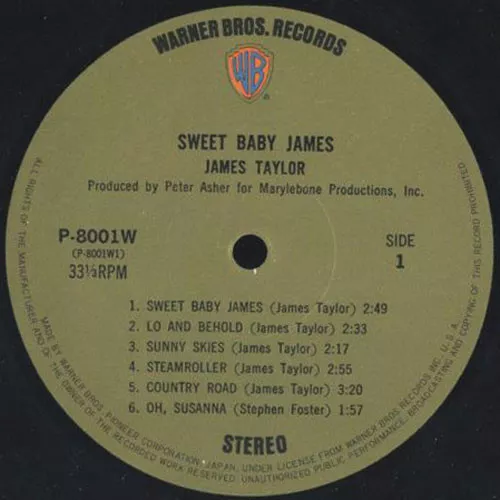 WARNER BROS. RECORDS
WB
®
SWEET BABY JAMES
JAMES TAYLOR
Produced by Peter Asher for Marylebone Productions, Inc.
P-8001W
(P-8001W1)
33⅓RPM
SIDE
1
1. SWEET BABY JAMES (James Taylor) 2:49
2. LO AND BEHOLD (James Taylor) 2:33
3. SUNNY SKIES (James Taylor) 2:17
4. STEAMROLLER (James Taylor) 2:55
5. COUNTRY ROAD (James Taylor) 3:20
6. OH, SUSANNA (Stephen Foster) 1:57
STEREO
MADE BY WARNER BROS. PIONEER CORPORATION, JAPAN, UNDER LICENSE FROM WARNER BROS. RECORDS INC. U.S.A.
ALL RIGHTS OF THE MANUFACTURER AND OF THE OWNER OF THE RECORDED WORK RESERVED. UNAUTHORIZED PUBLIC PERFORMANCE, BROADCASTING AND COPYING OF THIS RECORD PROHIBITED.